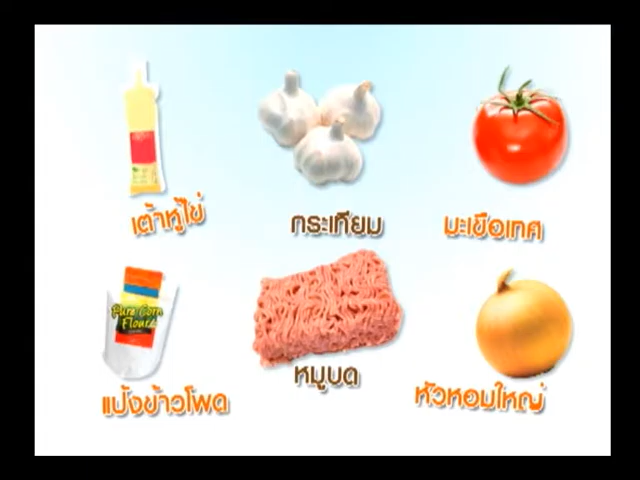 เต้าหู้ไข่
กระเทียม
มะเขือเทศ
Pure Corn
Flour
แป้งข้าวโพด
หมูบด
หัวหอมใหญ่